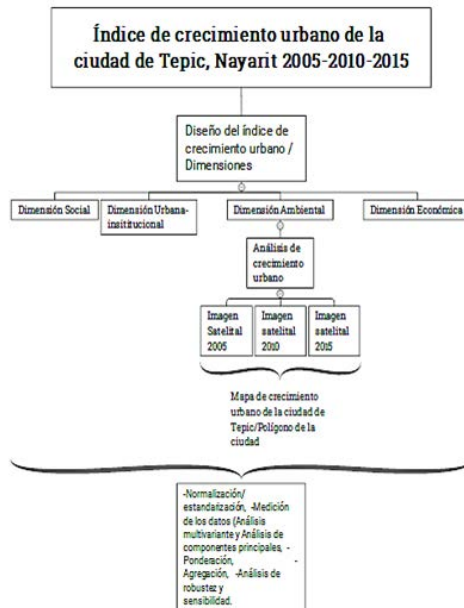 Índice de crecimiento urbano de la
ciudad de Tepic, Nayarit 2005-2010-2015
Diseño del índice de
crecimiento urbano /
Dimensiones
Dimensión Social
Dimensión Urbana-
insititucional
Dimensión Ambiental
Dimensión Económica
Análisis de
crecimiento
urbano
Imagen
Satelital
2005
Imagen
satelital
2010
Imagen
satelital
2015
Mapa de crecimiento
urbano de la ciudad de
Tepic/Polígono de la
ciudad
-Normalización/
estandarización, -Medición
de los datos (Análisis
multivariante y Análisis de
componentes principales, -
Ponderación, -
Agregación, -Análisis de
robustez y
sensibilidad.